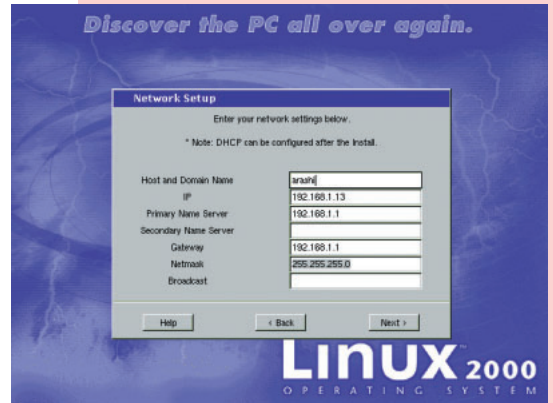 Discover the PC all over again.
Network Setup
Enter your network settings below.
* Note: DHCP can be configured after the Install.
Host and Domain Name arashi
IP 192.168.1.13
Primary Name Server 192.168.1.1
Secondary Name Server
Gateway 192.168.1.1
Netmask 255.255.255.0
Broadcast
Help < Back Next >
Linux 2000
OPERATING SYSTEM